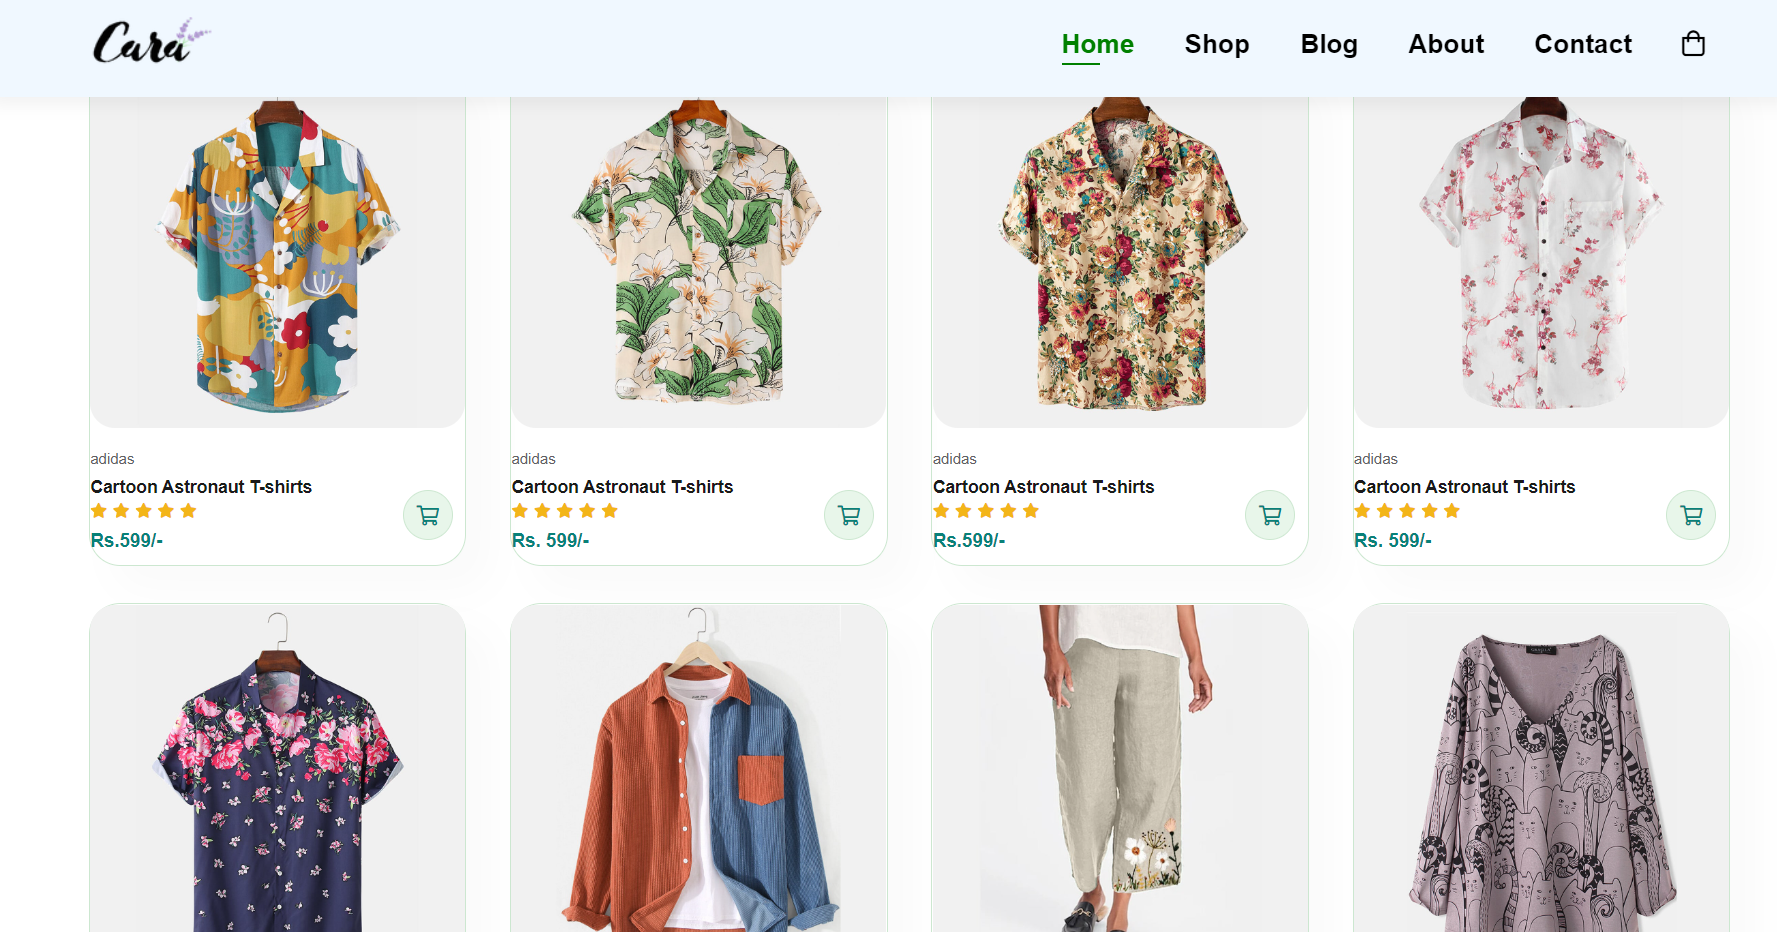 Cara
Home Shop Blog About Contact
adidas adidas adidas adidas
Cartoon Astronaut T-shirts Cartoon Astronaut T-shirts Cartoon Astronaut T-shirts Cartoon Astronaut T-shirts
Rs.599/- Rs. 599/- Rs.599/- Rs. 599/-